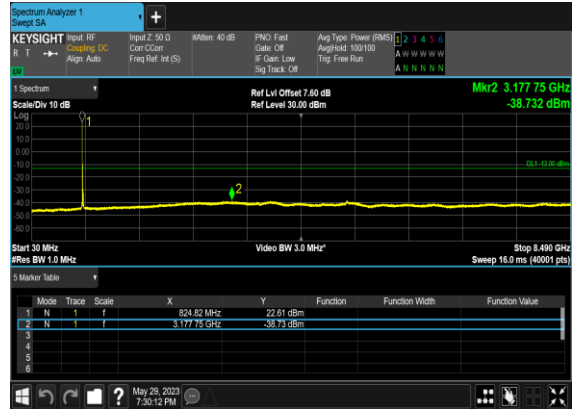 Spectrum Analyzer 1
Swept SA
+
KEYSIGHT Input: RF Input Z: 50 Ω #Atten: 40 dB PNO: Fast Avg Type: Power (RMS) 1 2 3 4 5 6
R T Coupling: DC Corr CCorr Gate: Off Avg|Hold: 100/100 A W W W W W
Align: Auto Freq Ref: Int (S) IF Gain: Low Trig: Free Run
Sig Track: Off A N N N N N
1 Spectrum Ref Lvl Offset 7.60 dB Mkr2 3.177 75 GHz
Scale/Div 10 dB Ref Level 30.00 dBm -38.732 dBm
Log
1
20.0
10.0
0.00
-10.0
DL1 -13.00 dBm
-20.0
-30.0
2
-40.0
-50.0
-60.0
Start 30 MHz Video BW 3.0 MHz* Stop 8.490 GHz
#Res BW 1.0 MHz Sweep 16.0 ms (40001 pts)
5 Marker Table
Mode Trace Scale X Y Function Function Width Function Value
1 N 1 f 824.82 MHz 22.61 dBm
2 N 1 f 3.177 75 GHz -38.73 dBm
3
4
5
6
? May 29, 2023
7:30:12 PM